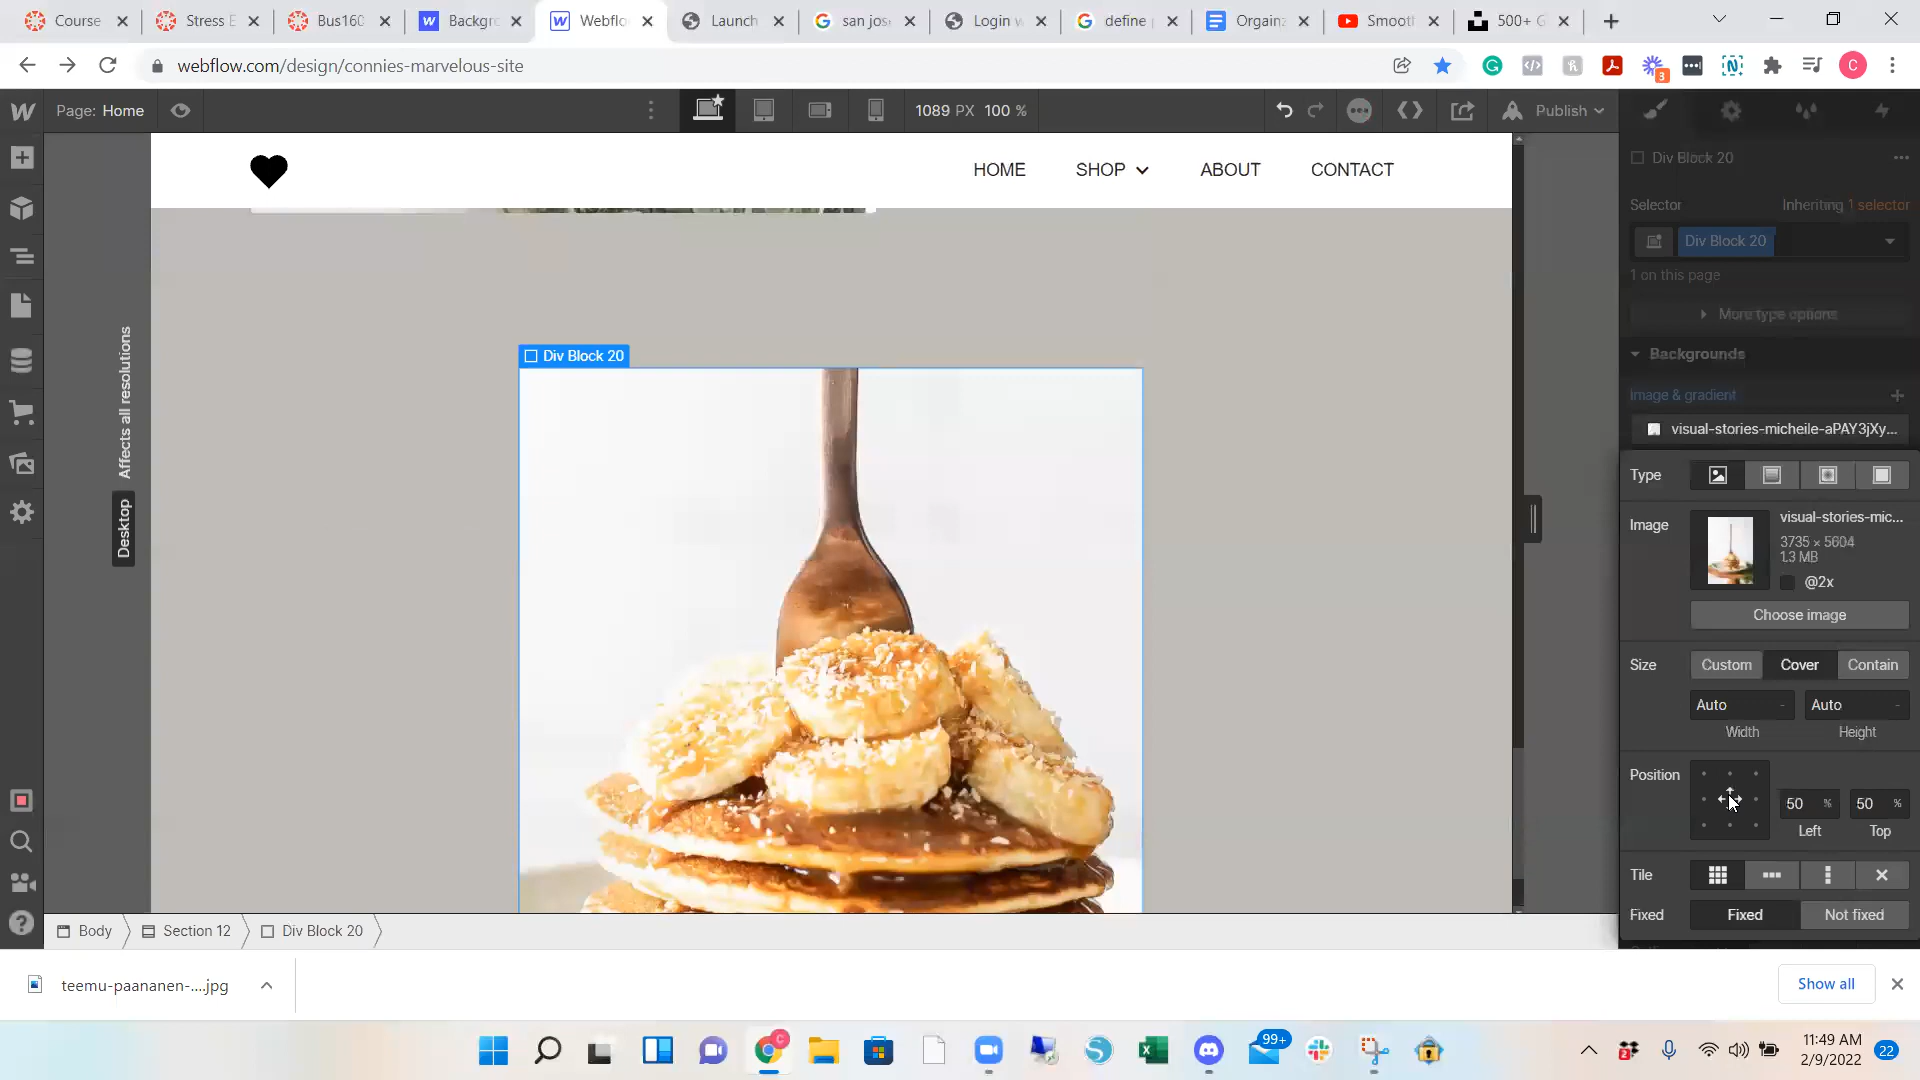 Course
Stress E
Bus160
Backgro
Webflo
Launch
san jos
Login w
define
Orgainz
Smooth
500+ G
webflow.com/design/connies-marvelous-site
3
C
Page: Home
1089 PX 100 %
Publish
HOME
SHOP
ABOUT
CONTACT
Div Block 20
Selector
Inheriting 1 selector
Div Block 20
1 on this page
More type options
Backgrounds
Image & gradient
visual-stories-micheile-aPAY3jXy...
Type
Image
visual-stories-mic...
3735 × 5604
1.3 MB
@2x
Choose image
Size
Custom
Cover
Contain
Auto -
Auto -
Width
Height
Position
50 %
50 %
Left
Top
Tile
Fixed
Fixed
Not fixed
Desktop
Affects all resolutions
Div Block 20
Body
Section 12
Div Block 20
teemu-paananen-....jpg
Show all
C
99+
2
11:49 AM
2/9/2022
22